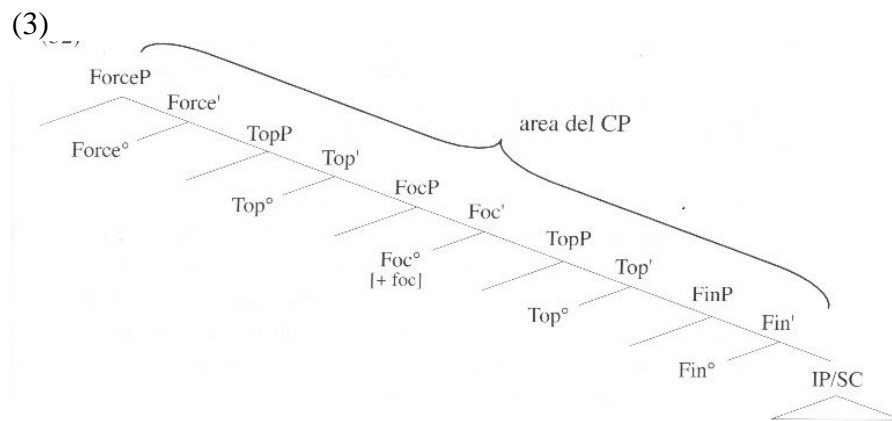 (3)
ForceP
Force'
area del CP
Force°
TopP
Top'
Top°
FocP
Foc'
Foc°
[+ foc]
TopP
Top'
Top°
FinP
Fin'
Fin°
IP/SC